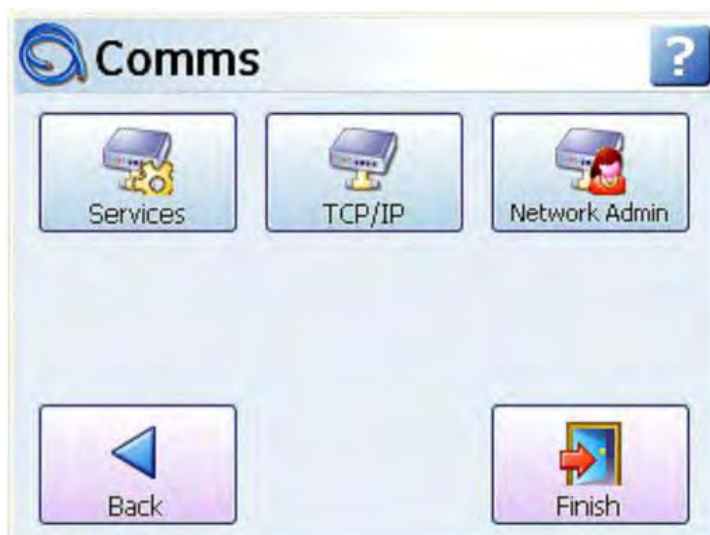 Comms
?
Services
TCP/IP
Network Admin
Back
Finish